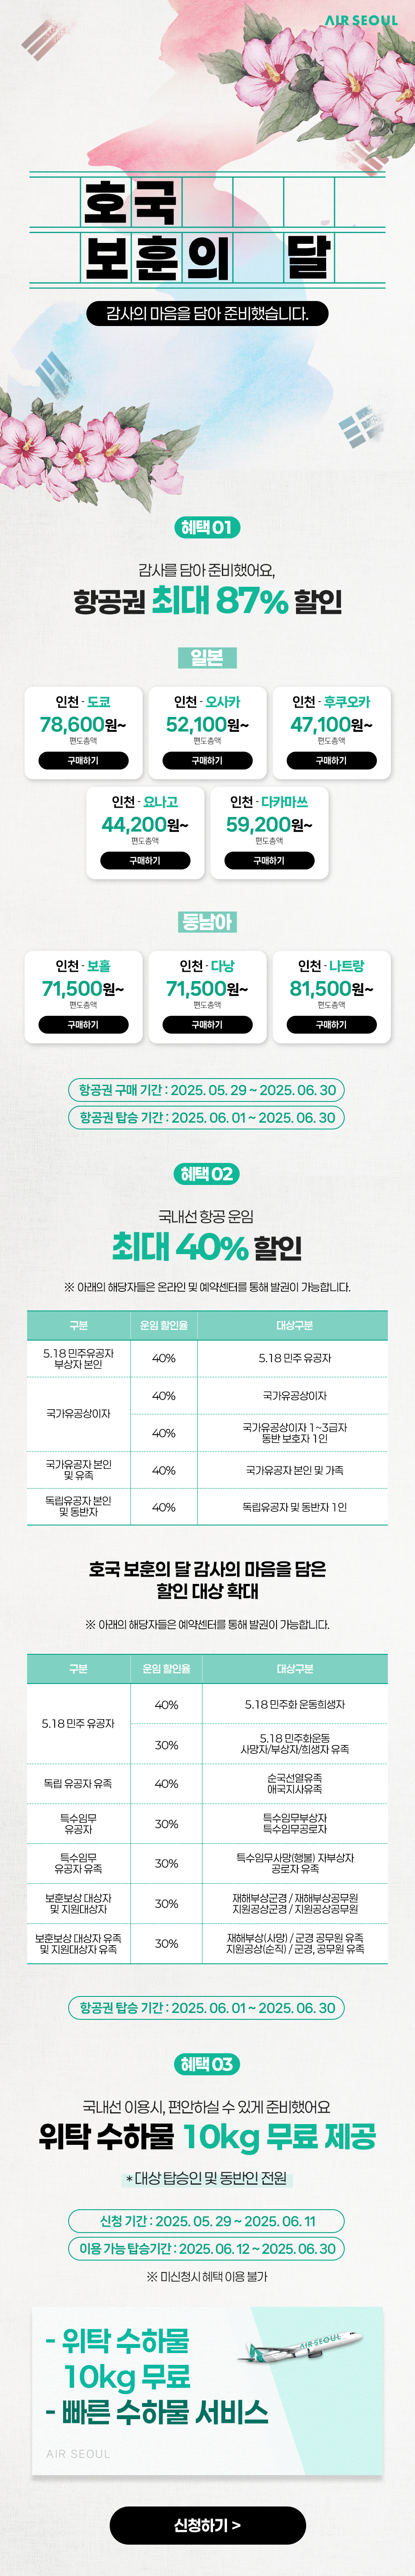 AIR SEOUL
호국
보훈의 달
감사의 마음을 담아 준비했습니다.
혜택 01
감사를 담아 준비했어요,
항공권 최대 87% 할인
일본
인천 - 도쿄
78,600원~
편도총액
구매하기
인천 - 오사카
52,100원~
편도총액
구매하기
인천 - 후쿠오카
47,100원~
편도총액
구매하기
인천 - 요나고
44,200원~
편도총액
구매하기
인천 - 다카마쓰
59,200원~
편도총액
구매하기
동남아
인천 - 보홀
71,500원~
편도총액
구매하기
인천 - 다낭
71,500원~
편도총액
구매하기
인천 - 나트랑
81,500원~
편도총액
구매하기
항공권 구매 기간 : 2025. 05. 29 ~ 2025. 06. 30
항공권 탑승 기간 : 2025. 06. 01 ~ 2025. 06. 30
혜택 02
국내선 항공 운임
최대 40% 할인
※ 아래의 해당자들은 온라인 및 예약센터를 통해 발권이 가능합니다.
구분 운임 할인율 대상구분
5.18 민주유공자
부상자 본인
40% 5.18 민주 유공자
국가유공상이자
40% 국가유공상이자
40% 국가유공상이자 1~3급자
동반 보호자 1인
국가유공자 본인
및 유족
40% 국가유공자 본인 및 가족
독립유공자 본인
및 동반자
40% 독립유공자 및 동반자 1인
호국 보훈의 달 감사의 마음을 담은
할인 대상 확대
※ 아래의 해당자들은 예약센터를 통해 발권이 가능합니다.
구분 운임 할인율 대상구분
5.18 민주 유공자
40% 5.18 민주화 운동희생자
30% 5.18 민주화운동
사망자/부상자/희생자 유족
독립 유공자 유족 40% 순국선열유족
애국지사유족
특수임무
유공자
30% 특수임무부상자
특수임무공로자
특수임무
유공자 유족
30% 특수임무사망(행불) 자부상자
공로자 유족
보훈보상 대상자
및 지원대상자
30% 재해부상군경 / 재해부상공무원
지원공상군경 / 지원공상공무원
보훈보상 대상자 유족
및 지원대상자 유족
30% 재해부상(사망) / 군경 공무원 유족
지원공상(순직) / 군경, 공무원 유족
항공권 탑승 기간 : 2025. 06. 01 ~ 2025. 06. 30
혜택 03
국내선 이용시, 편안하실 수 있게 준비했어요
위탁 수하물 10kg 무료 제공
* 대상 탑승인 및 동반인 전원
신청 기간 : 2025. 05. 29 ~ 2025. 06. 11
이용 가능 탑승기간 : 2025. 06. 12 ~ 2025. 06. 30
※ 미신청시 혜택 이용 불가
- 위탁 수하물
10kg 무료
- 빠른 수하물 서비스
AIR SEOUL
AIR SEOUL
신청하기 >